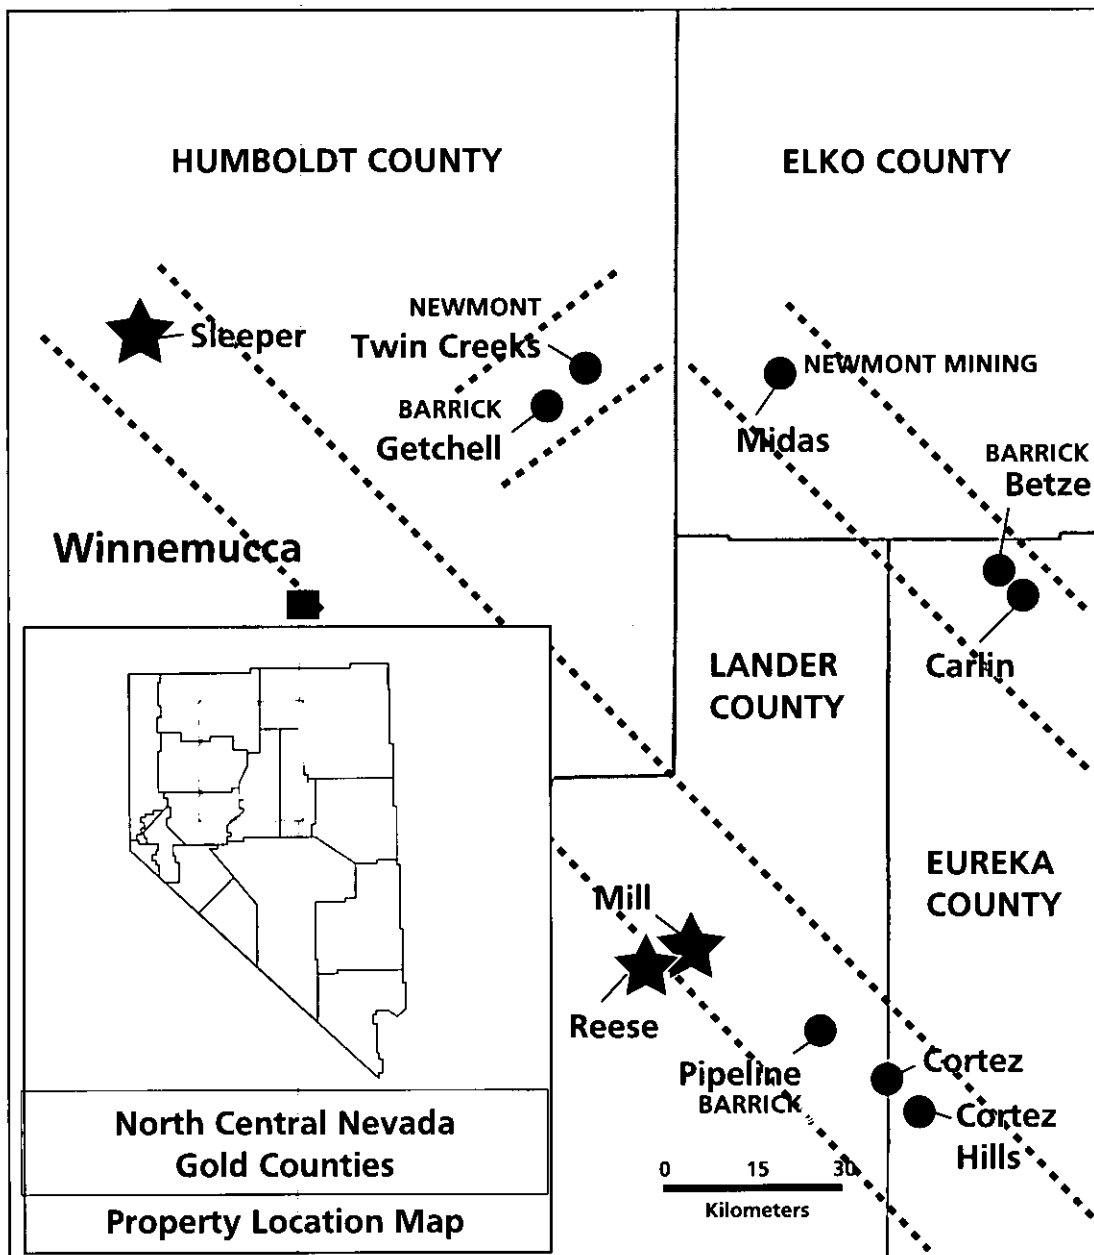 HUMBOLDT COUNTY
ELKO COUNTY
Sleeper
NEWMONT
Twin Creeks
BARRICK
Getchell
NEWMONT MINING
Midas
BARRICK
Betze
Winnemucca
LANDER
COUNTY
Carlin
EUREKA
COUNTY
Mill
Reese
Pipeline
BARRICK
Cortez
Cortez
Hills
0 15 30
Kilometers
North Central Nevada
Gold Counties
Property Location Map